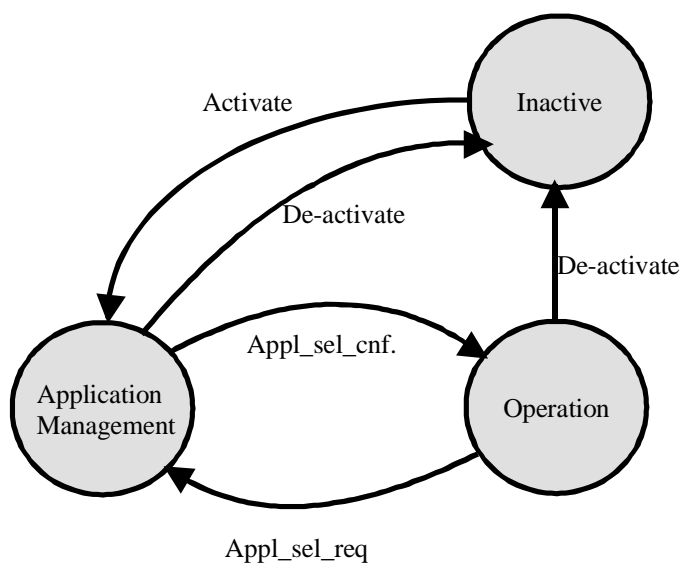 Activate
Inactive
De-activate
De-activate
Appl_sel_cnf.
Application
Management
Operation
Appl_sel_req